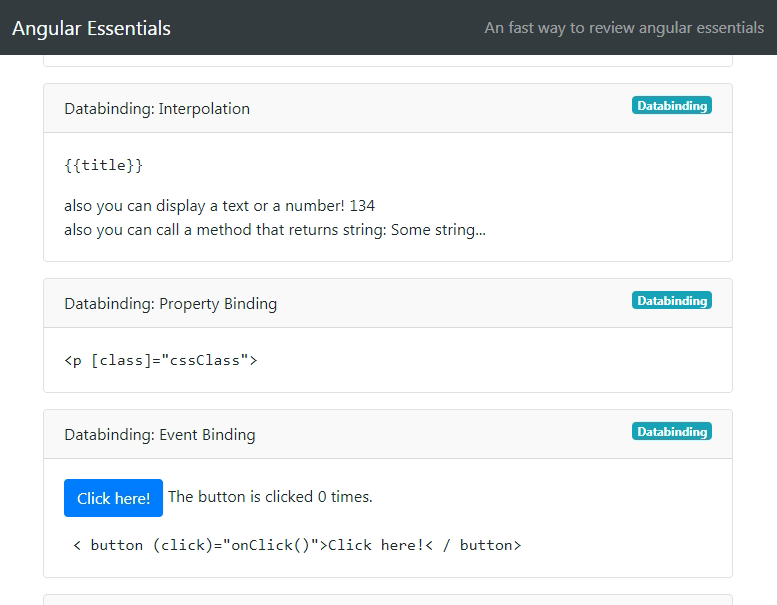 Angular Essentials
An fast way to review angular essentials
Databinding: Interpolation
Databinding
{{title}}
also you can display a text or a number! 134
also you can call a method that returns string: Some string...
Databinding: Property Binding
Databinding
<p [class]="cssClass">
Databinding: Event Binding
Databinding
Click here! The button is clicked 0 times.
< button (click)="onClick()">Click here!< / button>